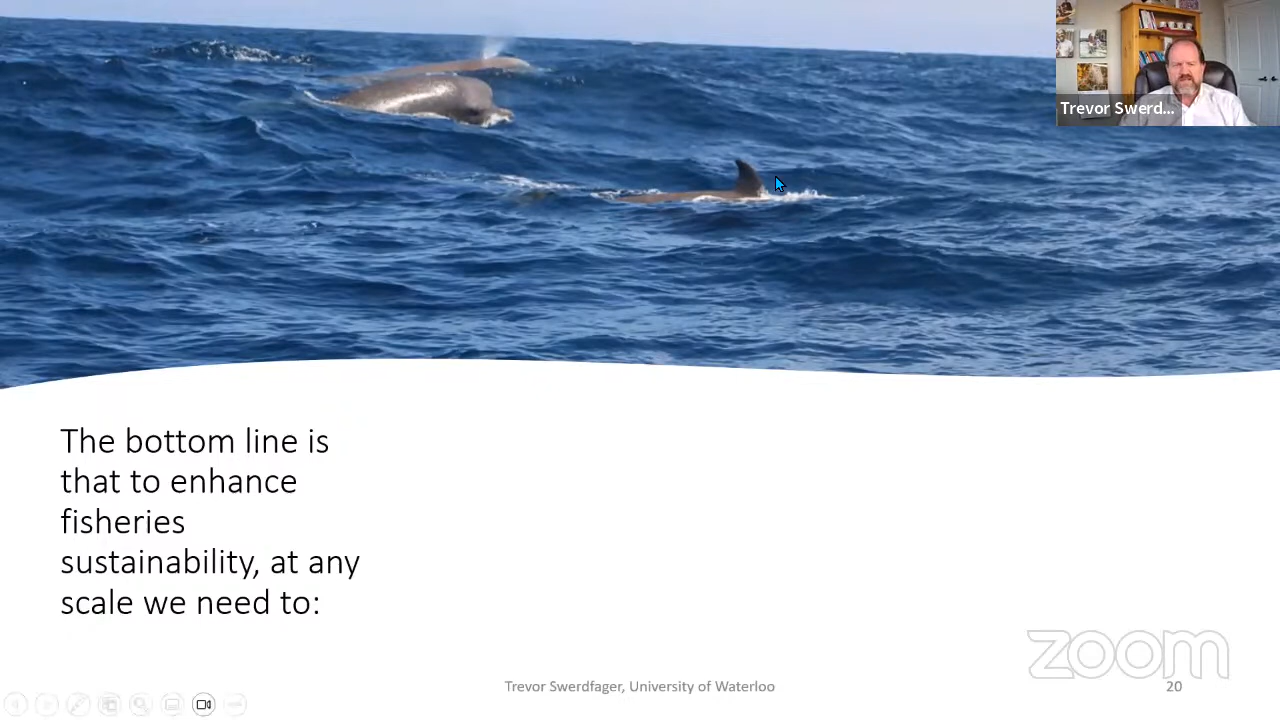 Trevor Swerd...
The bottom line is
that to enhance
fisheries
sustainability, at any
scale we need to:
zoom
Trevor Swerdfager, University of Waterloo
20